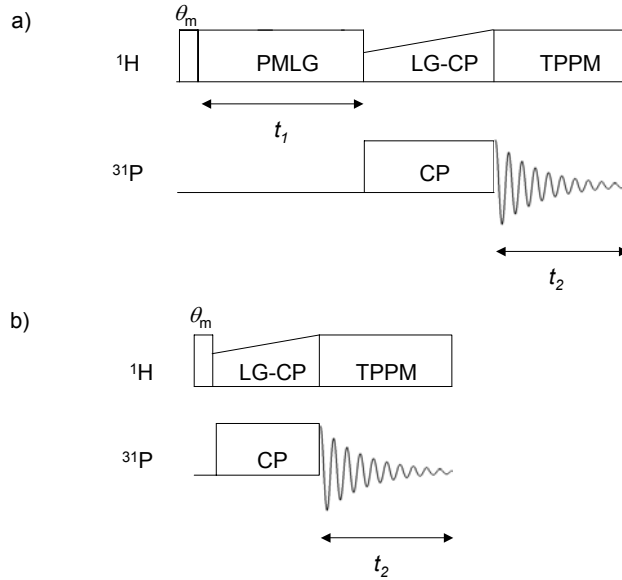 a)
θm
¹H PMLG LG-CP TPPM
t₁
³¹P CP
t₂
b)
θm
¹H LG-CP TPPM
³¹P CP
t₂